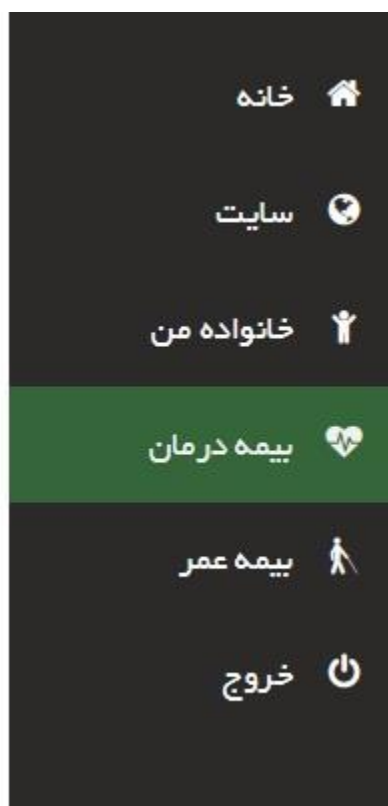 خانه
سایت
خانواده من
بیمه درمان
بیمه عمر
خروج